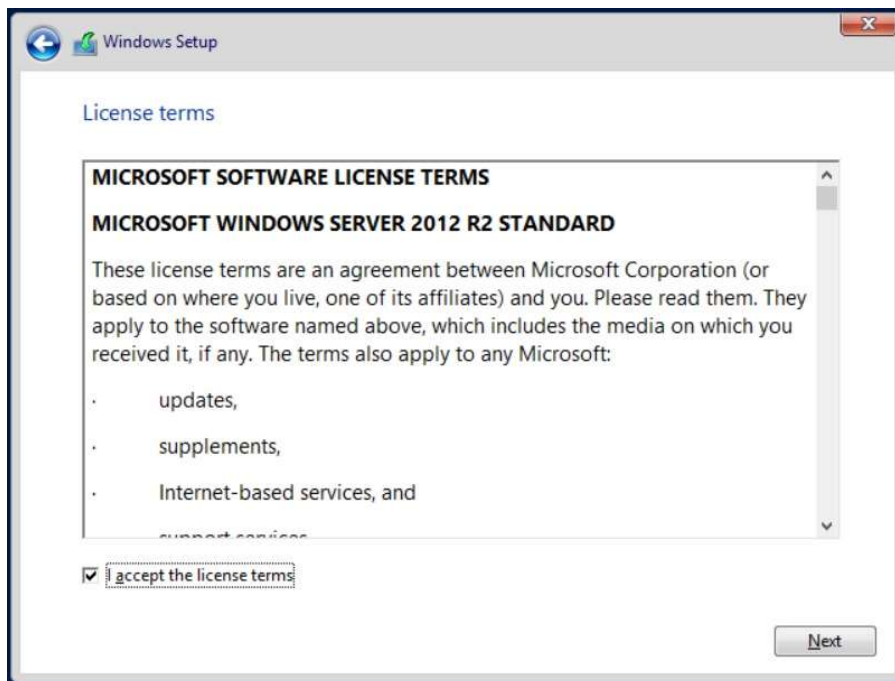 Windows Setup
License terms
MICROSOFT SOFTWARE LICENSE TERMS
MICROSOFT WINDOWS SERVER 2012 R2 STANDARD
These license terms are an agreement between Microsoft Corporation (or
based on where you live, one of its affiliates) and you. Please read them. They
apply to the software named above, which includes the media on which you
received it, if any. The terms also apply to any Microsoft:
· updates,
· supplements,
· Internet-based services, and
support services
I accept the license terms
Next